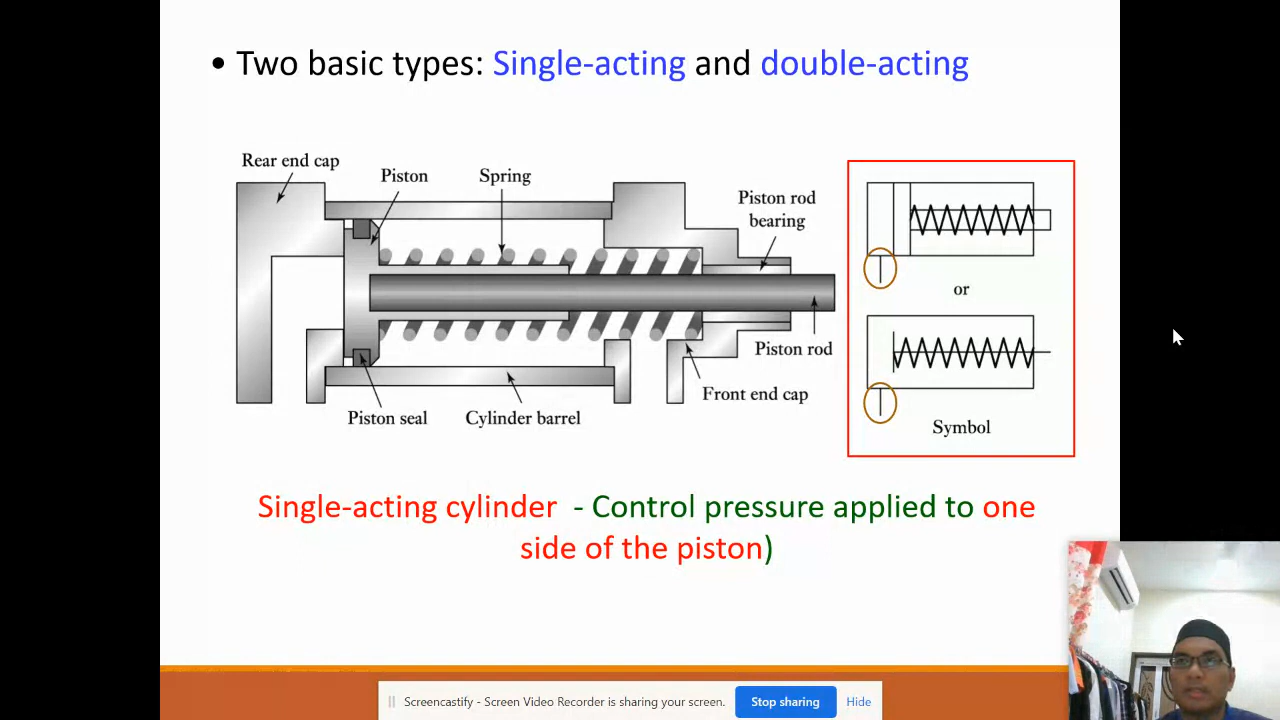 • Two basic types: Single-acting and double-acting
Rear end cap
Piston
Spring
Piston rod
bearing
or
Piston rod
Front end cap
Piston seal
Cylinder barrel
Symbol
Single-acting cylinder - Control pressure applied to one
side of the piston)
Screencastify - Screen Video Recorder is sharing your screen.
Stop sharing
Hide